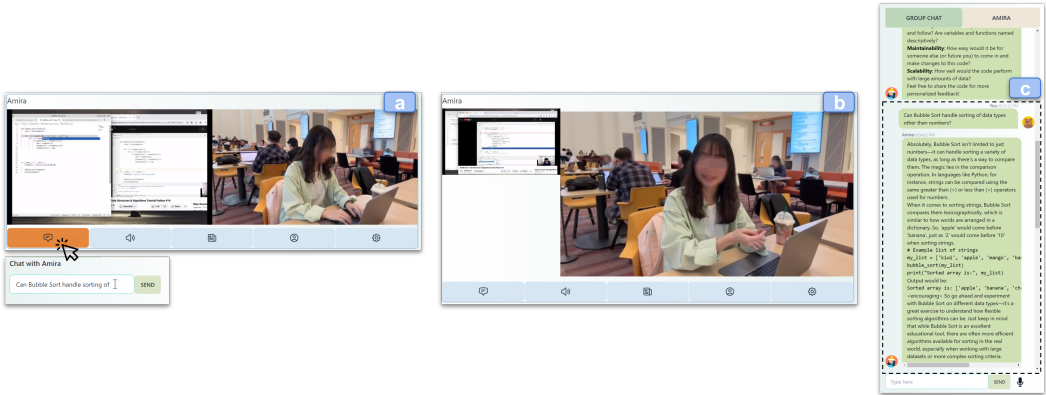 Amira
a
Data Structures & Algorithms Tutorial Python #14
Chat with Amira
Can Bubble Sort handle sorting of
SEND
Amira
b
GROUP CHAT
AMIRA
and follow? Are variables and functions named
descriptively?
Maintainability: How easy would it be for
someone else (or future you) to come in and
make changes to this code?
Scalability: How well would the code perform
with large amounts of data?
Feel free to share the code for more
personalized feedback!
c
Can Bubble Sort handle sorting of data types
other than numbers?
Amira
Absolutely, Bubble Sort isn't limited to just
numbers—it can handle sorting a variety of
data types, as long as there's a way to compare
them. The magic lies in the comparison
operation. In languages like Python, for
instance, strings can be compared using the
same greater than (>) or less than (<) operators
used for numbers.
When it comes to sorting strings, Bubble Sort
compares them lexicographically, which is
similar to how words are arranged in a
dictionary. So, 'apple' would come before
'banana', just as '2' would come before '10'
when sorting strings.
# Example list of strings
my_list = ['kiwi', 'apple', 'mango', 'ba
bubble_sort(my_list)
print("Sorted array is:", my_list)
Output would be:
Sorted array is: ['apple', 'banana', 'ch
<encouraging> So go ahead and experiment
with Bubble Sort on different data types—it's a
great exercise to understand how flexible
sorting algorithms can be. Just keep in mind
that while Bubble Sort is an excellent
educational tool, there are often more efficient
algorithms available for sorting in the real
world, especially when working with large
datasets or more complex sorting criteria.
Type here
SEND